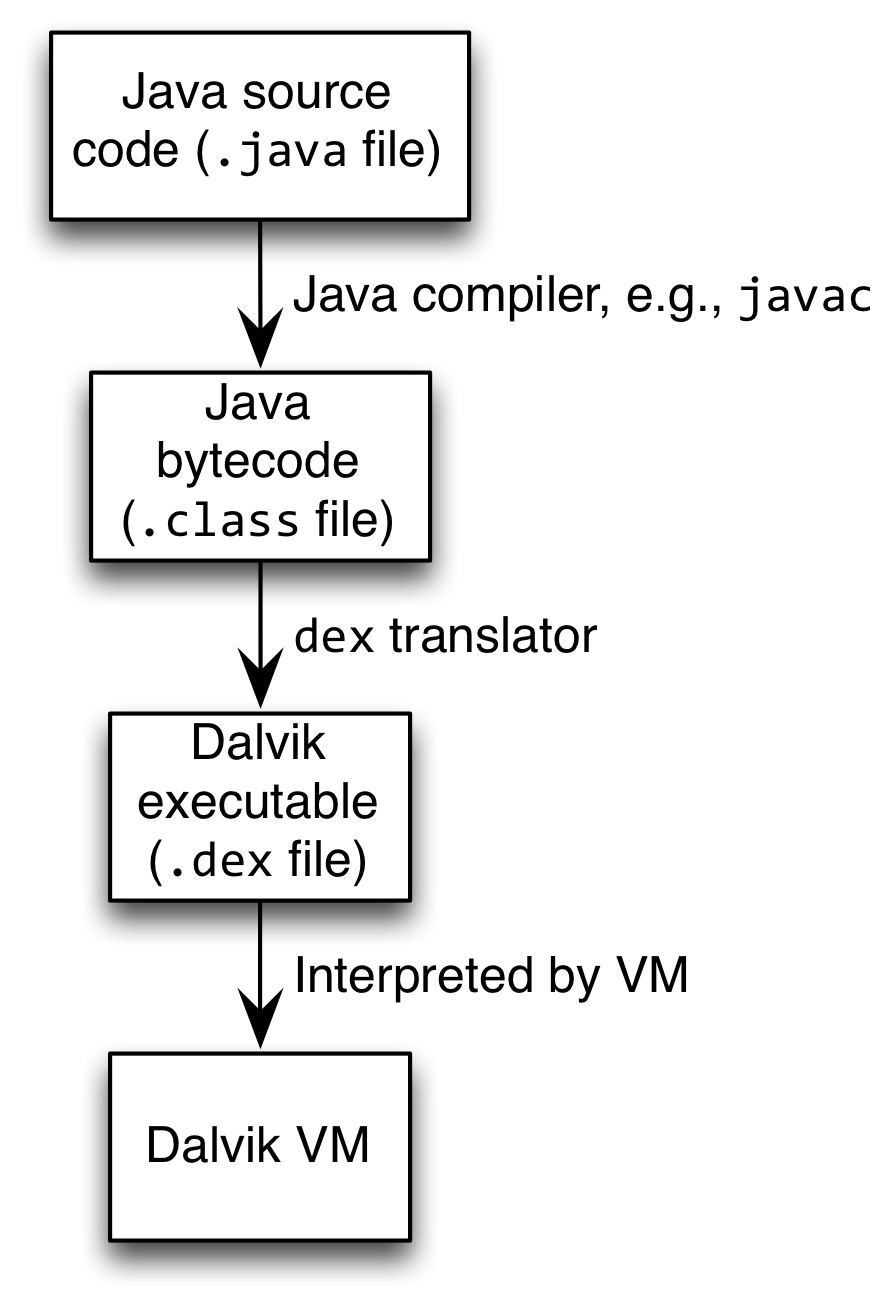 Java source
code (.java file)
Java compiler, e.g., javac
Java
bytecode
(.class file)
dex translator
Dalvik
executable
(.dex file)
Interpreted by VM
Dalvik VM